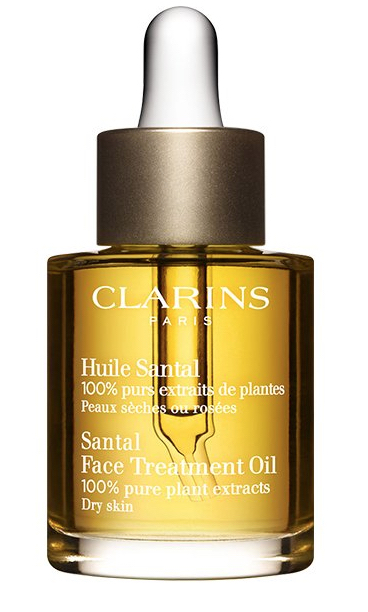 CLARINS
PARIS
Huile Santal
100% purs extraits de plantes
Peaux sèches ou rosées
Santal
Face Treatment Oil
100% pure plant extracts
Dry skin